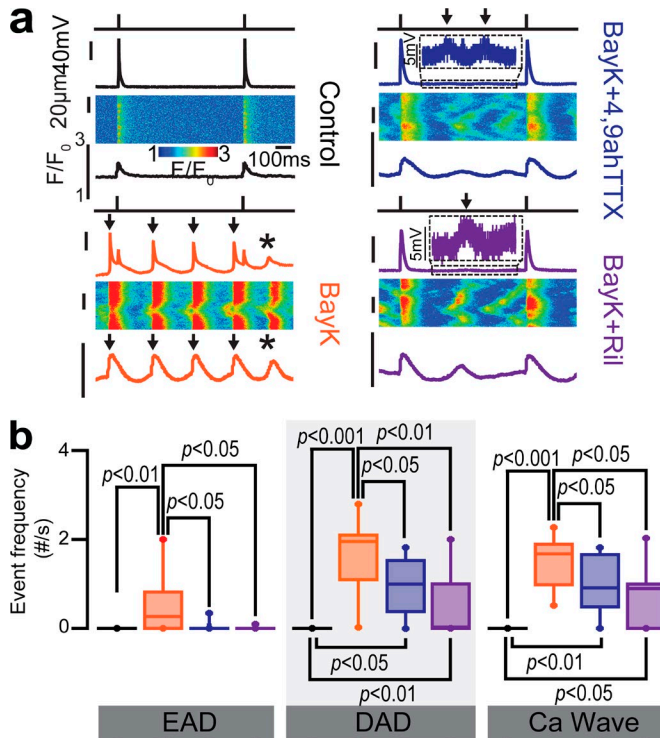 a
40mV
20μm
F/F0
3
1
1
3
F/F0
100ms
Control
5mV
BayK+4,9ahTTX
BayK
*
*
5mV
BayK+Ril
b
Event frequency
(#/s)
4
2
0
p<0.01
p<0.05
p<0.05
p<0.001
p<0.01
p<0.05
p<0.05
p<0.01
p<0.001
p<0.05
p<0.05
p<0.01
p<0.05
EAD
DAD
Ca Wave